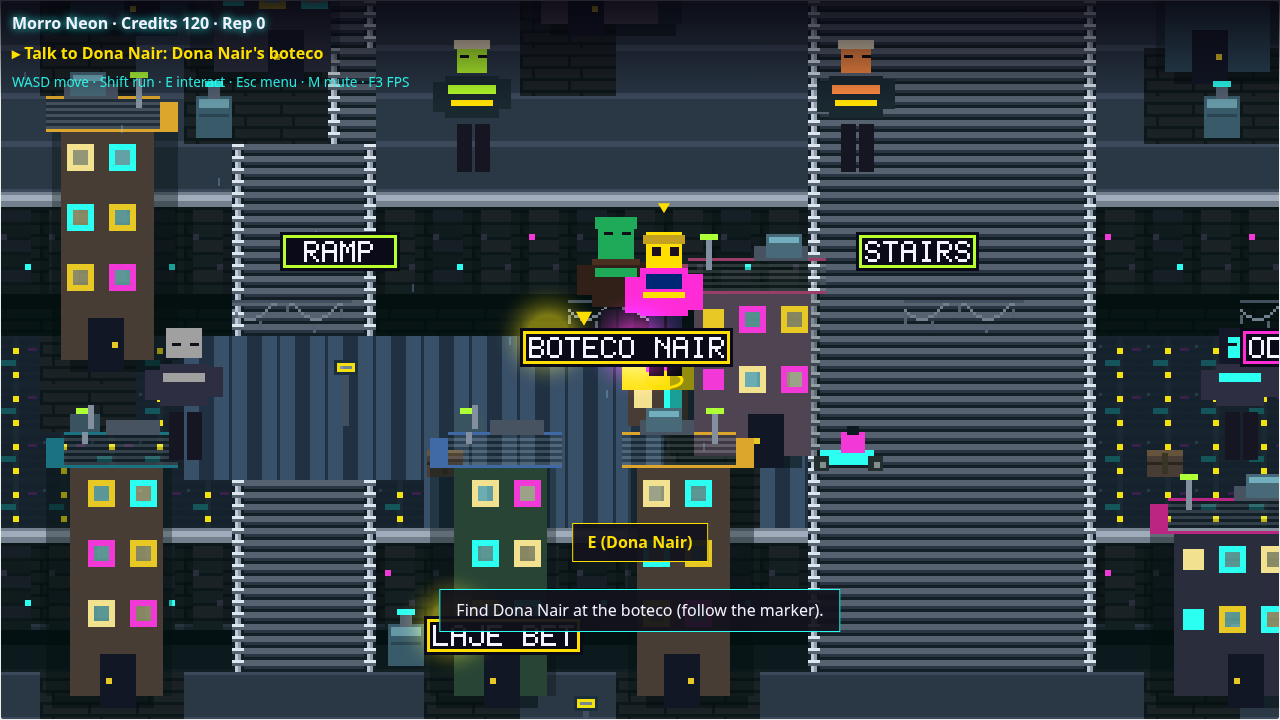 Morro Neon · Credits 120 · Rep 0
▸ Talk to Dona Nair: Dona Nair's boteco
WASD move · Shift run · E interact · Esc menu · M mute · F3 FPS
RAMP
STAIRS
BOTECO NAIR
E (Dona Nair)
Find Dona Nair at the boteco (follow the marker).
LAJE BET